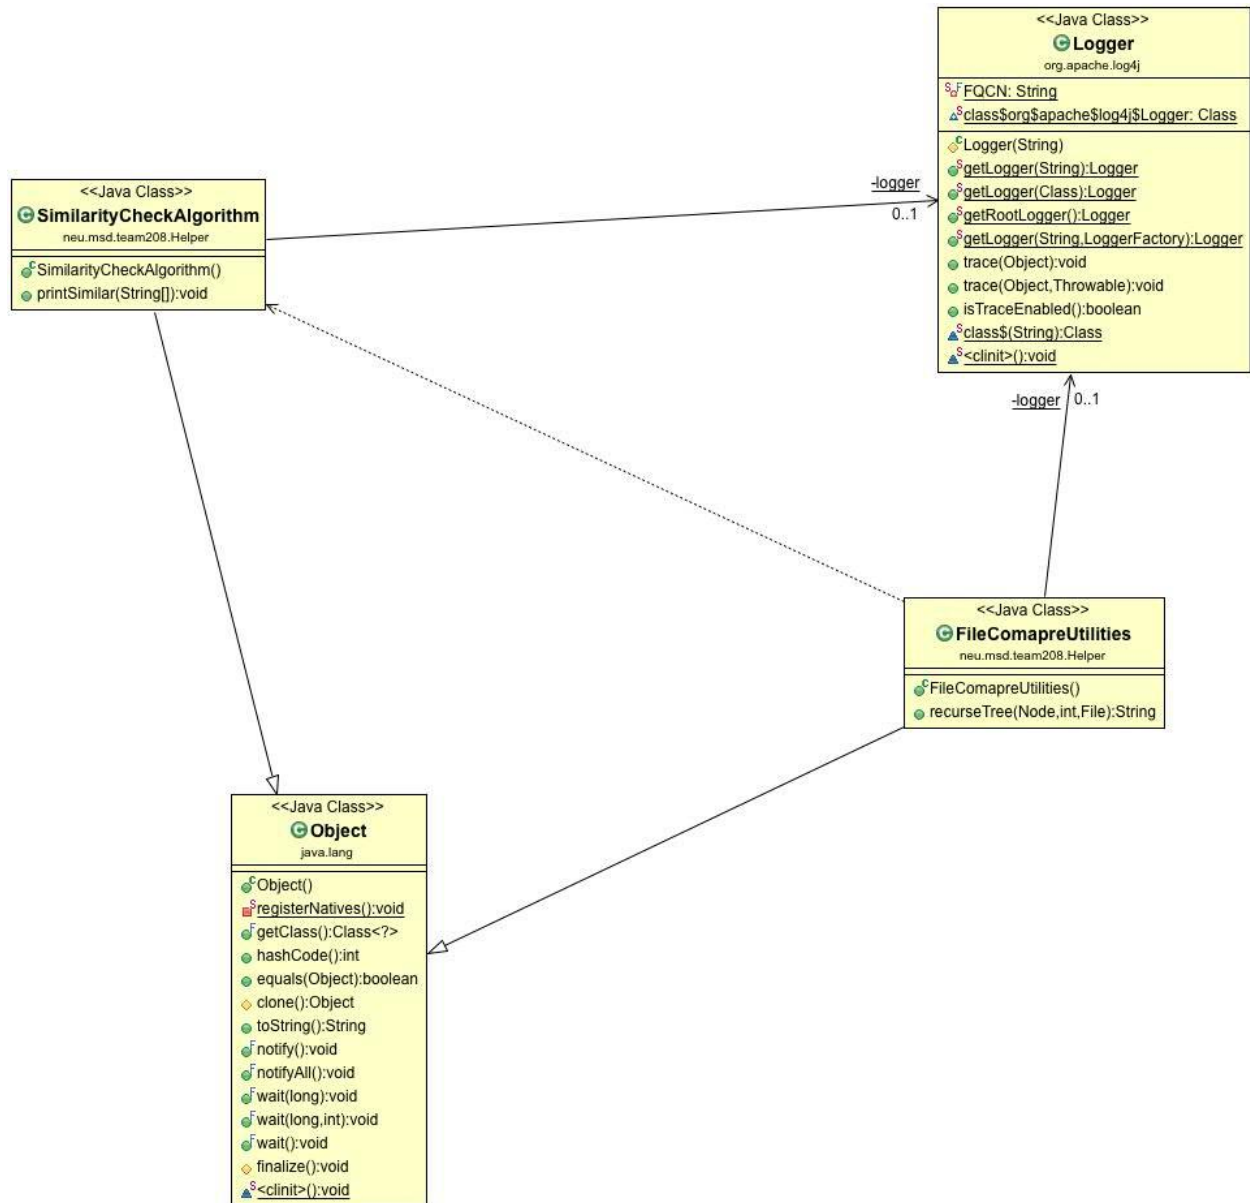 <<Java Class>>
Logger
org.apache.log4j
FQCN: String
class$org$apache$log4j$Logger: Class
Logger(String)
getLogger(String):Logger
getLogger(Class):Logger
getRootLogger():Logger
getLogger(String,LoggerFactory):Logger
trace(Object):void
trace(Object,Throwable):void
isTraceEnabled():boolean
class$(String):Class
<clinit>():void
<<Java Class>>
SimilarityCheckAlgorithm
neu.msd.team208.Helper
SimilarityCheckAlgorithm()
printSimilar(String[]):void
-logger
0..1
-logger
0..1
<<Java Class>>
FileComapreUtilities
neu.msd.team208.Helper
FileComapreUtilities()
recurseTree(Node,int,File):String
<<Java Class>>
Object
java.lang
Object()
registerNatives():void
getClass():Class<?>
hashCode():int
equals(Object):boolean
clone():Object
toString():String
notify():void
notifyAll():void
wait(long):void
wait(long,int):void
wait():void
finalize():void
<clinit>():void